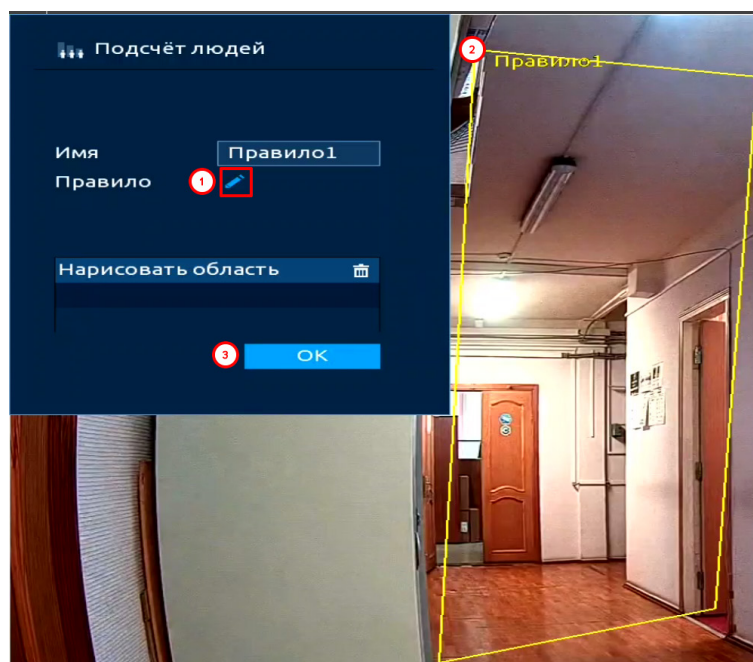 Подсчёт людей
2
Правило1
Имя Правило1
Правило 1
Нарисовать область
3 OK